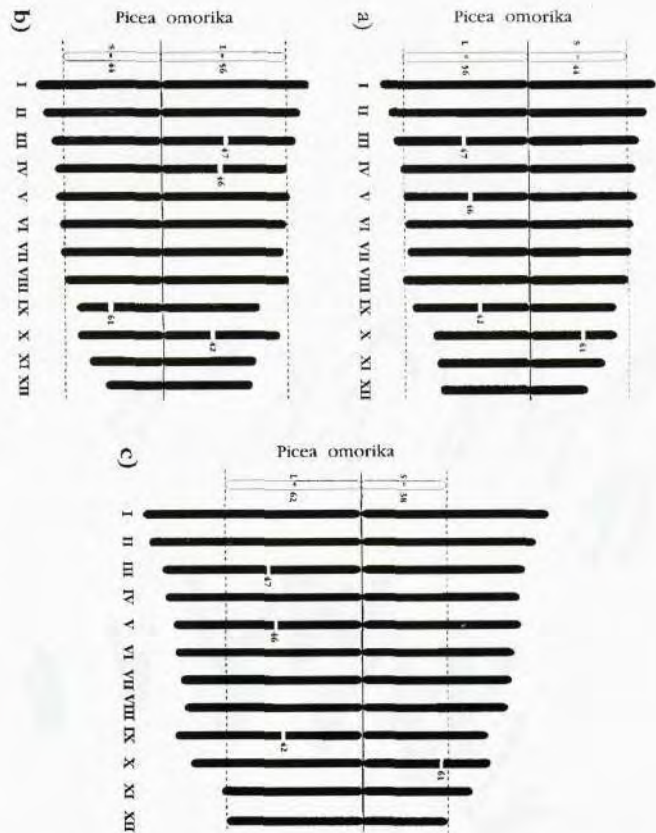 b)
Picea omorika
S = 44
L = 56
I
II
III
47
IV
46
V
VI
VII
VIII
IX
61
X
42
XI
XII
a)
Picea omorika
L = 56
S = 44
I
II
III
47
IV
V
46
VI
VII
VIII
IX
42
X
61
XI
XII
c)
Picea omorika
L = 62
S = 38
I
II
III
47
IV
V
46
VI
VII
VIII
IX
42
X
61
XI
XII